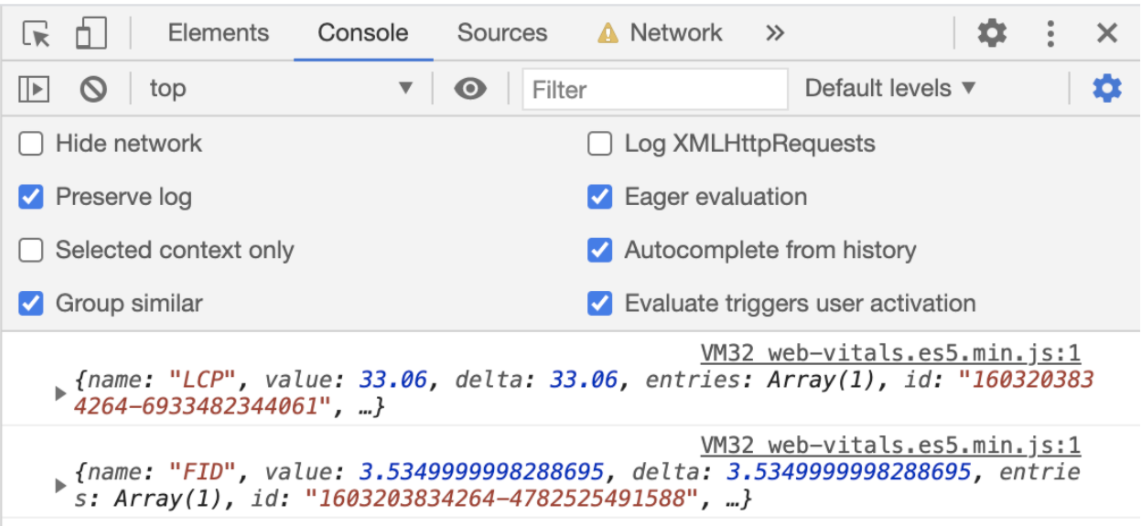 Elements Console Sources Network »
top Filter Default levels
Hide network Log XMLHttpRequests
Preserve log Eager evaluation
Selected context only Autocomplete from history
Group similar Evaluate triggers user activation
VM32 web-vitals.es5.min.js:1
{name: "LCP", value: 33.06, delta: 33.06, entries: Array(1), id: "160320383
4264-6933482344061", …}
VM32 web-vitals.es5.min.js:1
{name: "FID", value: 3.5349999998288695, delta: 3.5349999998288695, entrie
s: Array(1), id: "1603203834264-4782525491588", …}